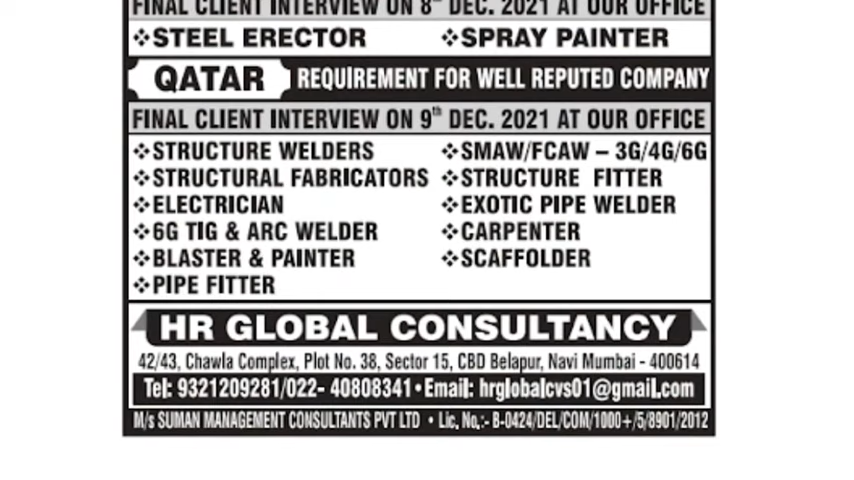 FINAL CLIENT INTERVIEW ON 8th DEC. 2021 AT OUR OFFICE
❖STEEL ERECTOR ❖SPRAY PAINTER
QATAR REQUIREMENT FOR WELL REPUTED COMPANY
FINAL CLIENT INTERVIEW ON 9th DEC. 2021 AT OUR OFFICE
❖STRUCTURE WELDERS ❖SMAW/FCAW – 3G/4G/6G
❖STRUCTURAL FABRICATORS ❖STRUCTURE FITTER
❖ELECTRICIAN ❖EXOTIC PIPE WELDER
❖6G TIG & ARC WELDER ❖CARPENTER
❖BLASTER & PAINTER ❖SCAFFOLDER
❖PIPE FITTER
HR GLOBAL CONSULTANCY
42/43, Chawla Complex, Plot No. 38, Sector 15, CBD Belapur, Navi Mumbai - 400614
Tel: 9321209281/022- 40808341 • Email: hrglobalcvs01@gmail.com
M/s SUMAN MANAGEMENT CONSULTANTS PVT LTD • Lic. No.:- B-0424/DEL/COM/1000+/5/8901/2012